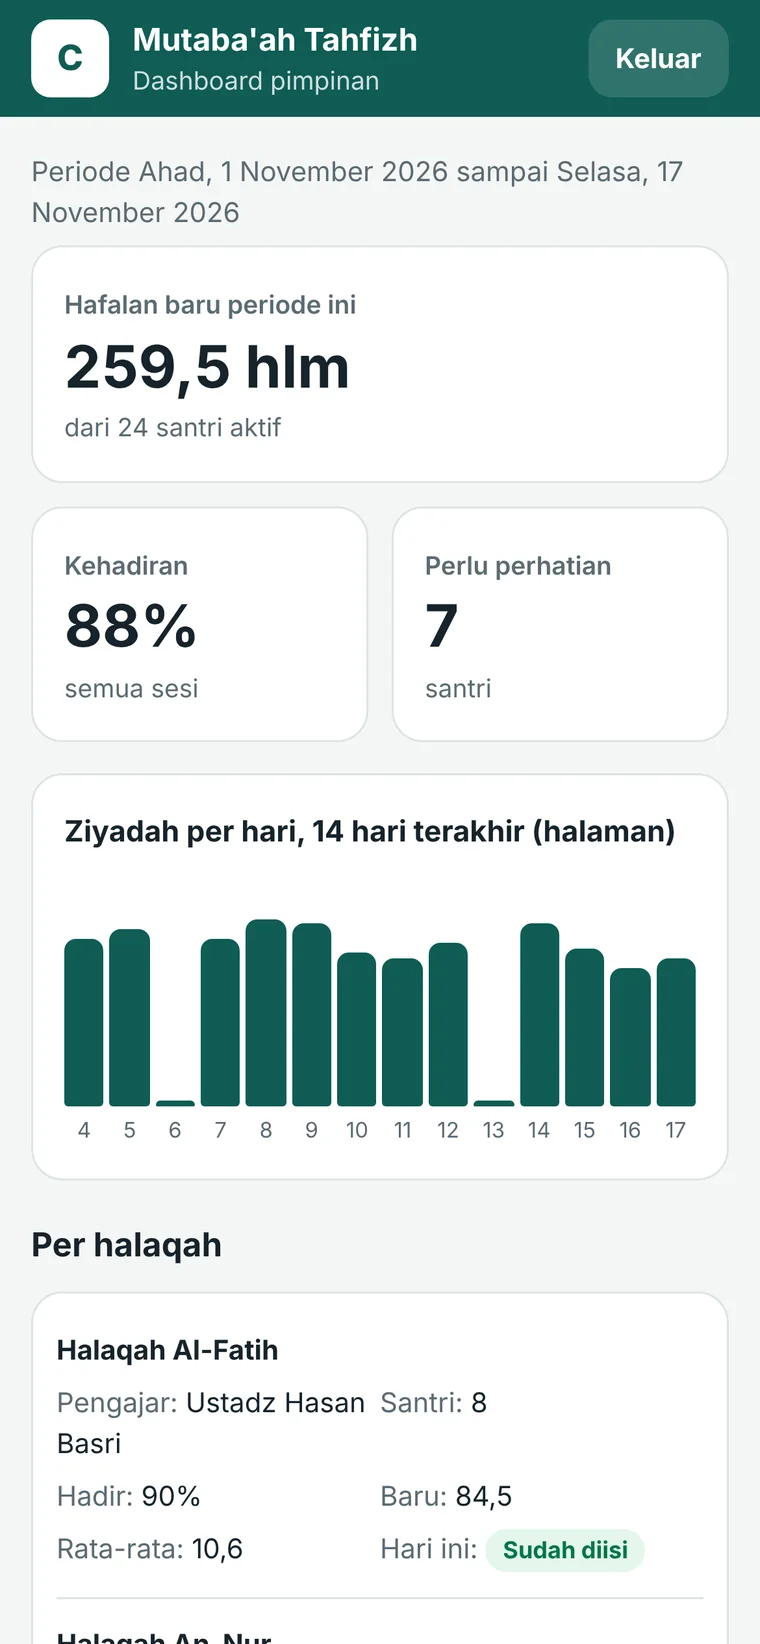 C
Mutaba'ah Tahfizh
Dashboard pimpinan
Keluar
Periode Ahad, 1 November 2026 sampai Selasa, 17
November 2026
Hafalan baru periode ini
259,5 hlm
dari 24 santri aktif
Kehadiran
88%
semua sesi
Perlu perhatian
7
santri
Ziyadah per hari, 14 hari terakhir (halaman)
4 5 6 7 8 9 10 11 12 13 14 15 16 17
Per halaqah
Halaqah Al-Fatih
Pengajar: Ustadz Hasan Basri
Santri: 8
Hadir: 90%
Baru: 84,5
Rata-rata: 10,6
Hari ini: Sudah diisi
Halaqah An-Nur